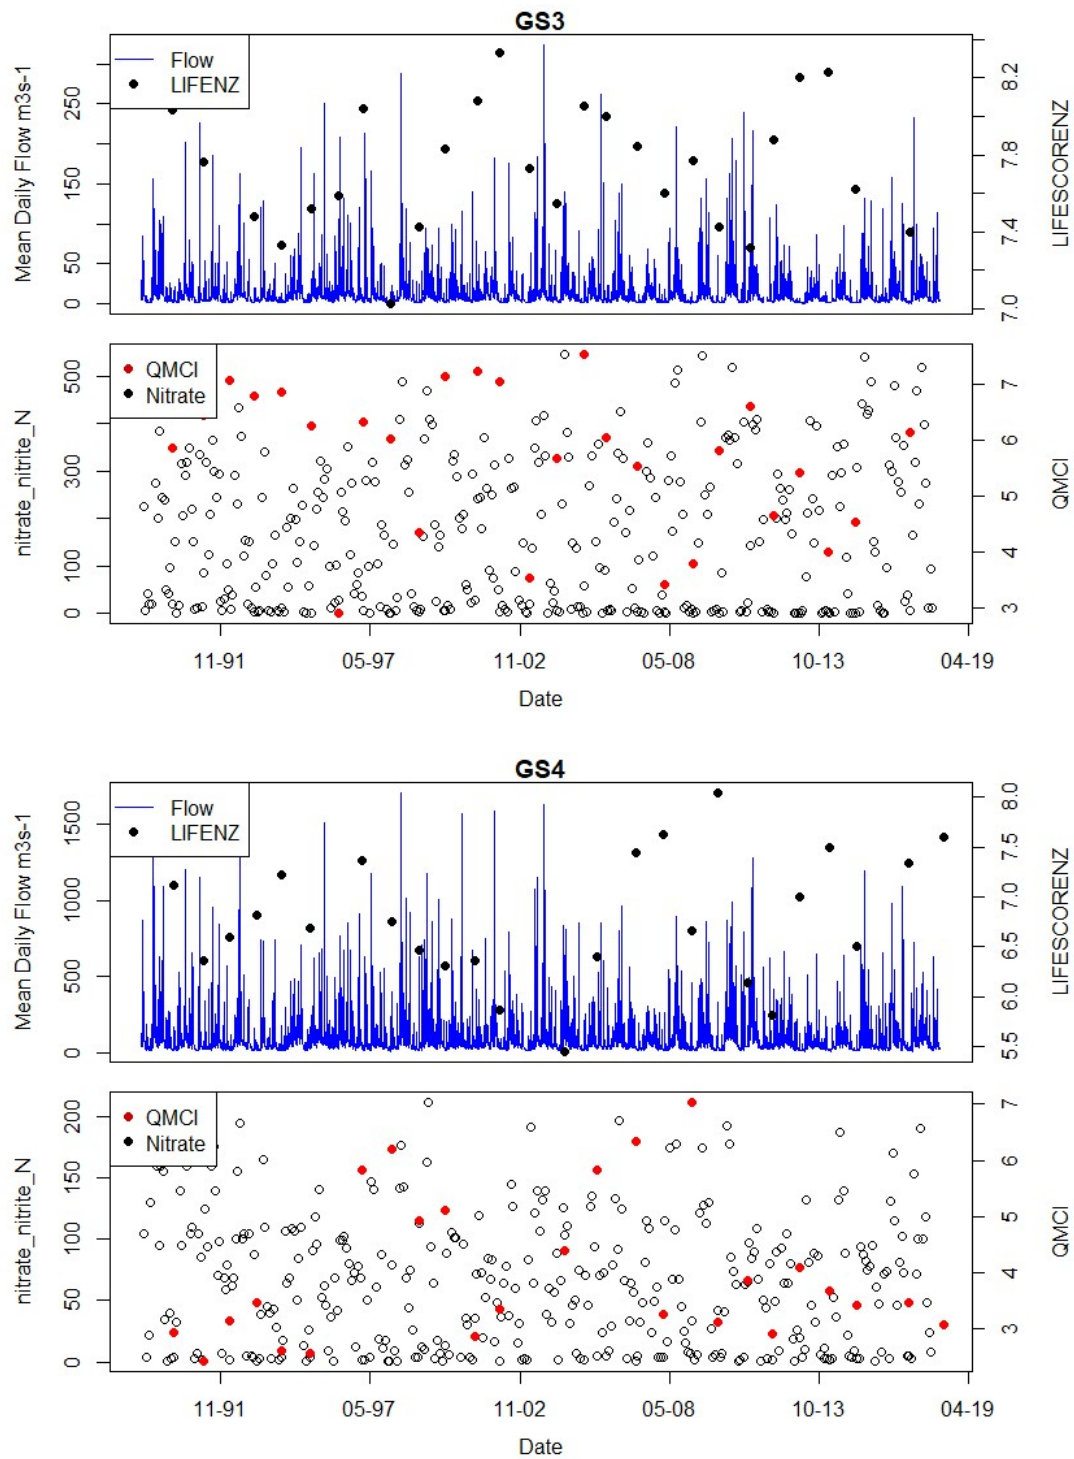 GS3
Flow
LIFENZ
Mean Daily Flow m3s-1
0
50
150
250
7.0
7.4
7.8
8.2
LIFESCORENZ
QMCI
Nitrate
nitrate_nitrite_N
0
100
300
500
3
4
5
6
7
QMCI
11-91
05-97
11-02
05-08
10-13
04-19
Date
GS4
Flow
LIFENZ
Mean Daily Flow m3s-1
0
500
1000
1500
5.5
6.0
6.5
7.0
7.5
8.0
LIFESCORENZ
QMCI
Nitrate
nitrate_nitrite_N
0
50
100
150
200
3
4
5
6
7
QMCI
11-91
05-97
11-02
05-08
10-13
04-19
Date